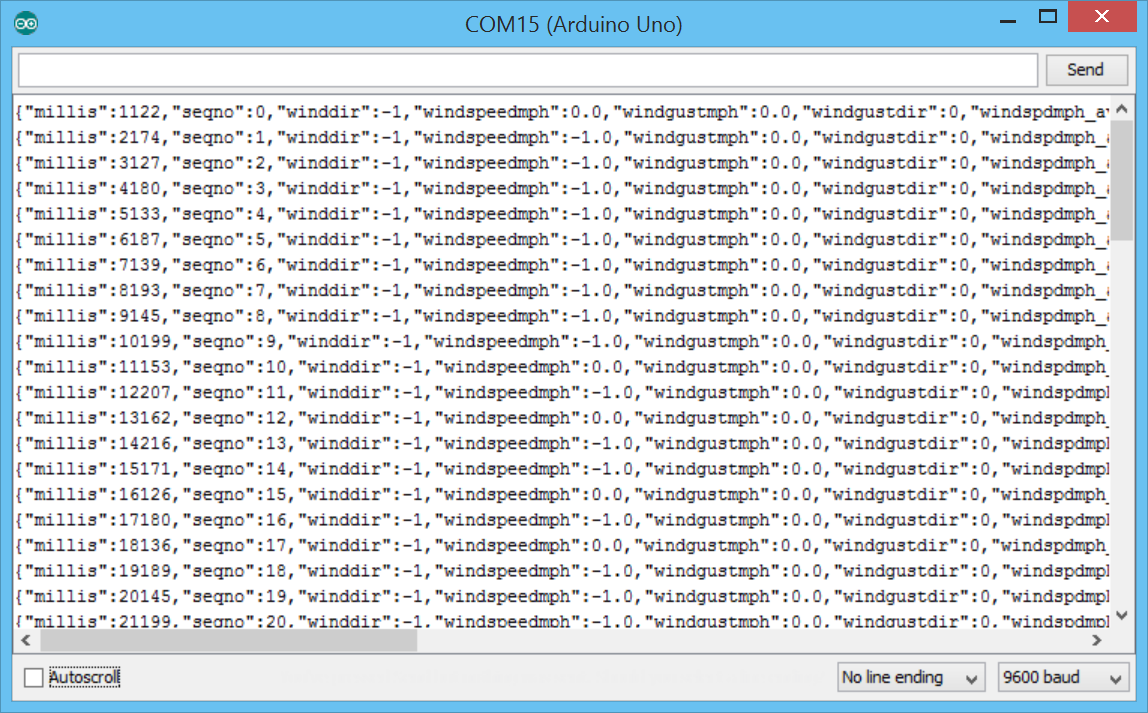 COM15 (Arduino Uno)
Send
{"millis":1122,"seqno":0,"winddir":-1,"windspeedmph":0.0,"windgustmph":0.0,"windgustdir":0,"windspdmph_av
{"millis":2174,"seqno":1,"winddir":-1,"windspeedmph":-1.0,"windgustmph":0.0,"windgustdir":0,"windspdmph_
{"millis":3127,"seqno":2,"winddir":-1,"windspeedmph":-1.0,"windgustmph":0.0,"windgustdir":0,"windspdmph_
{"millis":4180,"seqno":3,"winddir":-1,"windspeedmph":-1.0,"windgustmph":0.0,"windgustdir":0,"windspdmph_
{"millis":5133,"seqno":4,"winddir":-1,"windspeedmph":-1.0,"windgustmph":0.0,"windgustdir":0,"windspdmph_
{"millis":6187,"seqno":5,"winddir":-1,"windspeedmph":-1.0,"windgustmph":0.0,"windgustdir":0,"windspdmph_
{"millis":7139,"seqno":6,"winddir":-1,"windspeedmph":-1.0,"windgustmph":0.0,"windgustdir":0,"windspdmph_
{"millis":8193,"seqno":7,"winddir":-1,"windspeedmph":-1.0,"windgustmph":0.0,"windgustdir":0,"windspdmph_
{"millis":9145,"seqno":8,"winddir":-1,"windspeedmph":-1.0,"windgustmph":0.0,"windgustdir":0,"windspdmph_
{"millis":10199,"seqno":9,"winddir":-1,"windspeedmph":-1.0,"windgustmph":0.0,"windgustdir":0,"windspdmph_
{"millis":11153,"seqno":10,"winddir":-1,"windspeedmph":0.0,"windgustmph":0.0,"windgustdir":0,"windspdmph_
{"millis":12207,"seqno":11,"winddir":-1,"windspeedmph":-1.0,"windgustmph":0.0,"windgustdir":0,"windspdmp
{"millis":13162,"seqno":12,"winddir":-1,"windspeedmph":0.0,"windgustmph":0.0,"windgustdir":0,"windspdmph_
{"millis":14216,"seqno":13,"winddir":-1,"windspeedmph":-1.0,"windgustmph":0.0,"windgustdir":0,"windspdmp
{"millis":15171,"seqno":14,"winddir":-1,"windspeedmph":-1.0,"windgustmph":0.0,"windgustdir":0,"windspdmp
{"millis":16126,"seqno":15,"winddir":-1,"windspeedmph":0.0,"windgustmph":0.0,"windgustdir":0,"windspdmph_
{"millis":17180,"seqno":16,"winddir":-1,"windspeedmph":-1.0,"windgustmph":0.0,"windgustdir":0,"windspdmp
{"millis":18136,"seqno":17,"winddir":-1,"windspeedmph":0.0,"windgustmph":0.0,"windgustdir":0,"windspdmph_
{"millis":19189,"seqno":18,"winddir":-1,"windspeedmph":-1.0,"windgustmph":0.0,"windgustdir":0,"windspdmp
{"millis":20145,"seqno":19,"winddir":-1,"windspeedmph":-1.0,"windgustmph":0.0,"windgustdir":0,"windspdmp
{"millis":21199,"seqno":20,"winddir":-1,"windspeedmph":-1.0,"windgustmph":0.0,"windgustdir":0,"windspdmp
Autoscroll
No line ending
9600 baud